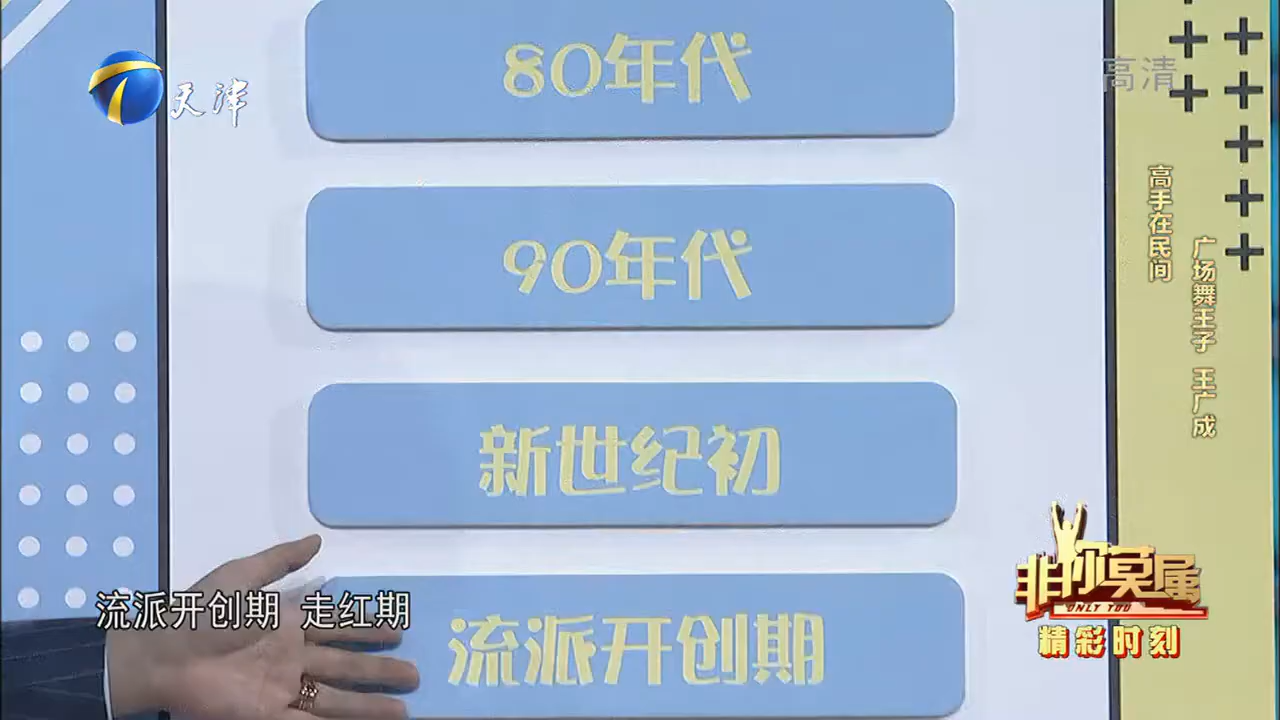 天津
高清
80年代
90年代
新世纪初
流派开创期
流派开创期 走红期
高手在民间
广场舞王子 王广成
非你莫属
ONLY YOU
精彩时刻